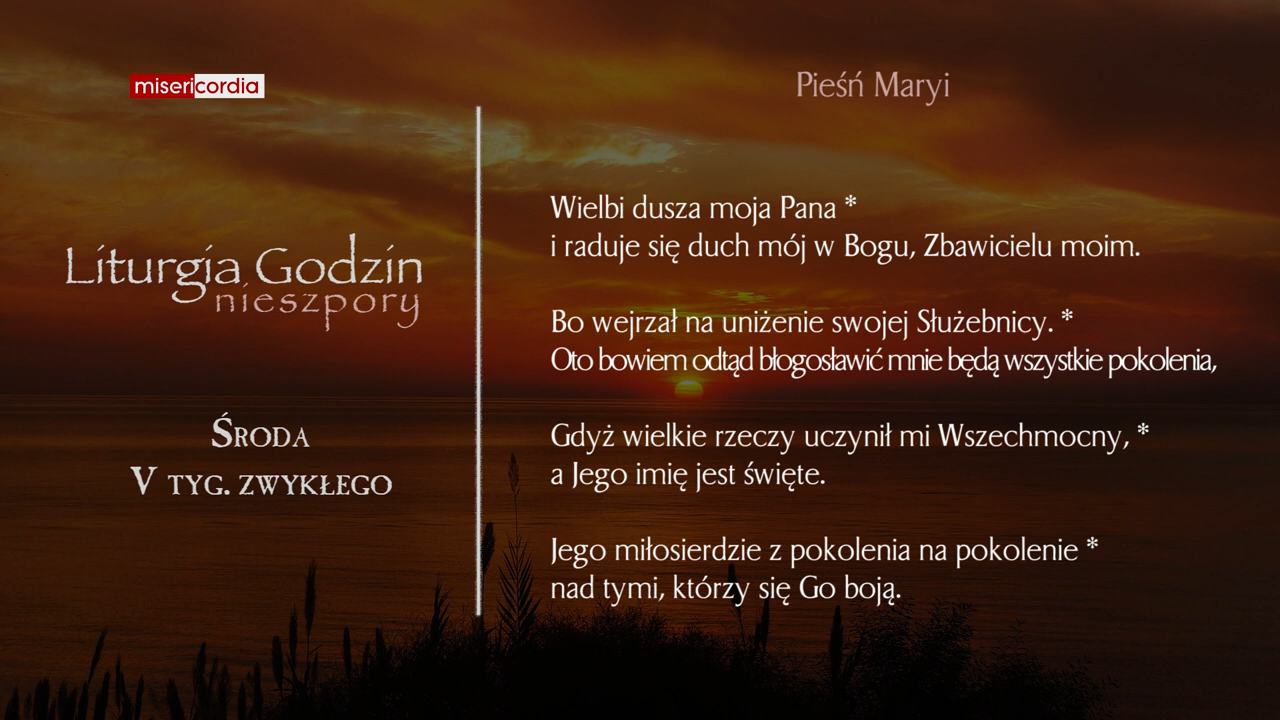 misericordia
Liturgia Godzin
nieszpory
Środa
V tyg. zwykłego
Pieśń Maryi
Wielbi dusza moja Pana *
i raduje się duch mój w Bogu, Zbawicielu moim.
Bo wejrzał na uniżenie swojej Służebnicy. *
Oto bowiem odtąd błogosławić mnie będą wszystkie pokolenia,
Gdyż wielkie rzeczy uczynił mi Wszechmocny, *
a Jego imię jest święte.
Jego miłosierdzie z pokolenia na pokolenie *
nad tymi, którzy się Go boją.